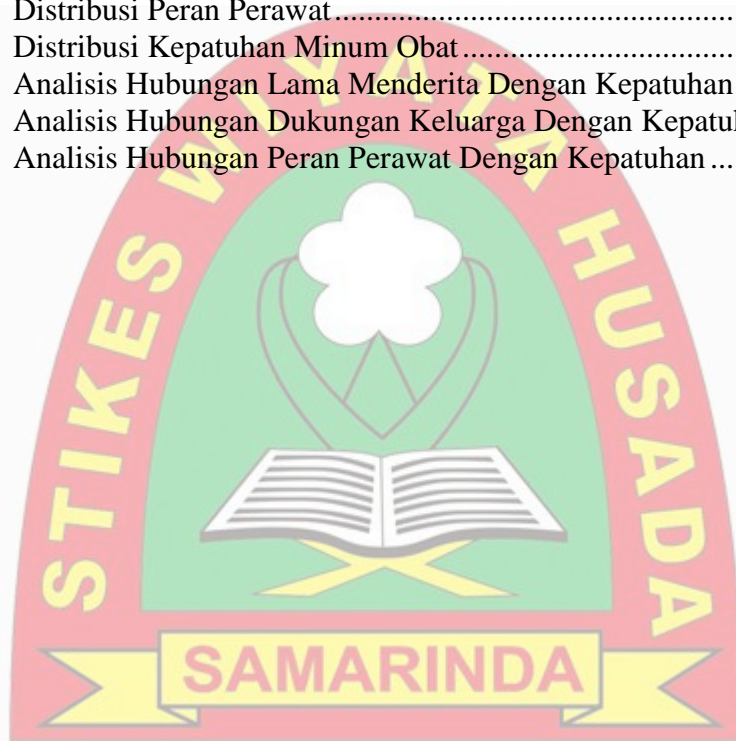 Distribusi Peran Perawat................................................
Distribusi Kepatuhan Minum Obat................................
Analisis Hubungan Lama Menderita Dengan Kepatuhan
Analisis Hubungan Dukungan Keluarga Dengan
Analisis Hubungan Peran Perawat Dengan Kepatuhan...
STIKES WIYATA HUSADA
SAMARINDA